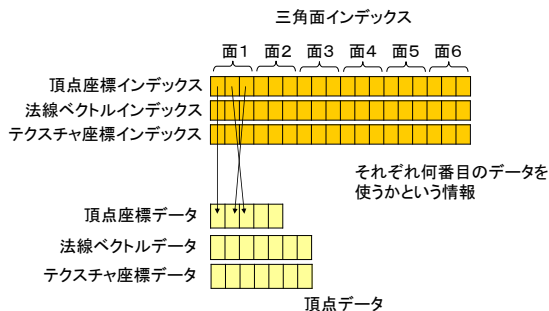 三角面インデックス
面1 面2 面3 面4 面5 面6
頂点座標インデックス
法線ベクトルインデックス
テクスチャ座標インデックス
それぞれ何番目のデータを
使うかという情報
頂点座標データ
法線ベクトルデータ
テクスチャ座標データ
頂点データ